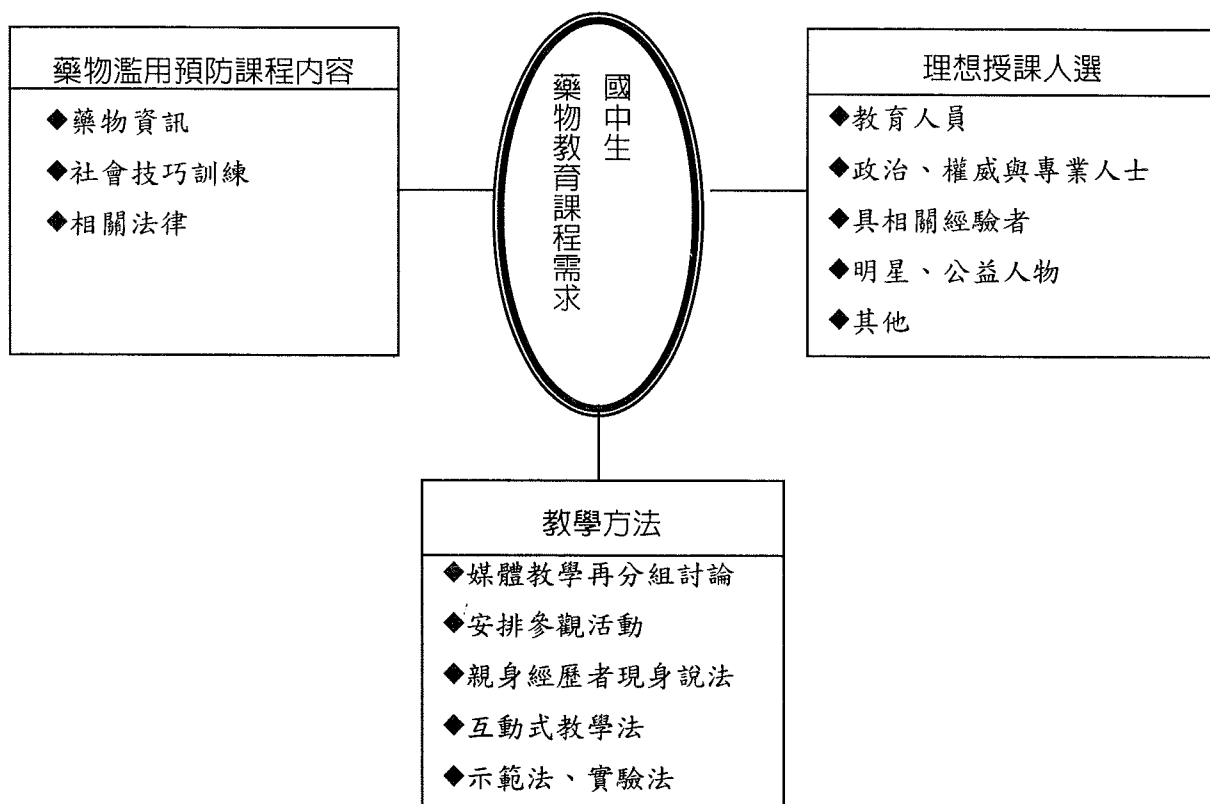 藥物濫用預防課程內容
◆藥物資訊
◆社會技巧訓練
◆相關法律
國中生
藥物教育課程需求
理想授課人選
◆教育人員
◆政治、權威與專業人士
◆具相關經驗者
◆明星、公益人物
◆其他
教學方法
◆媒體教學再分組討論
◆安排參觀活動
◆親身經歷者現身說法
◆互動式教學法
◆示範法、實驗法